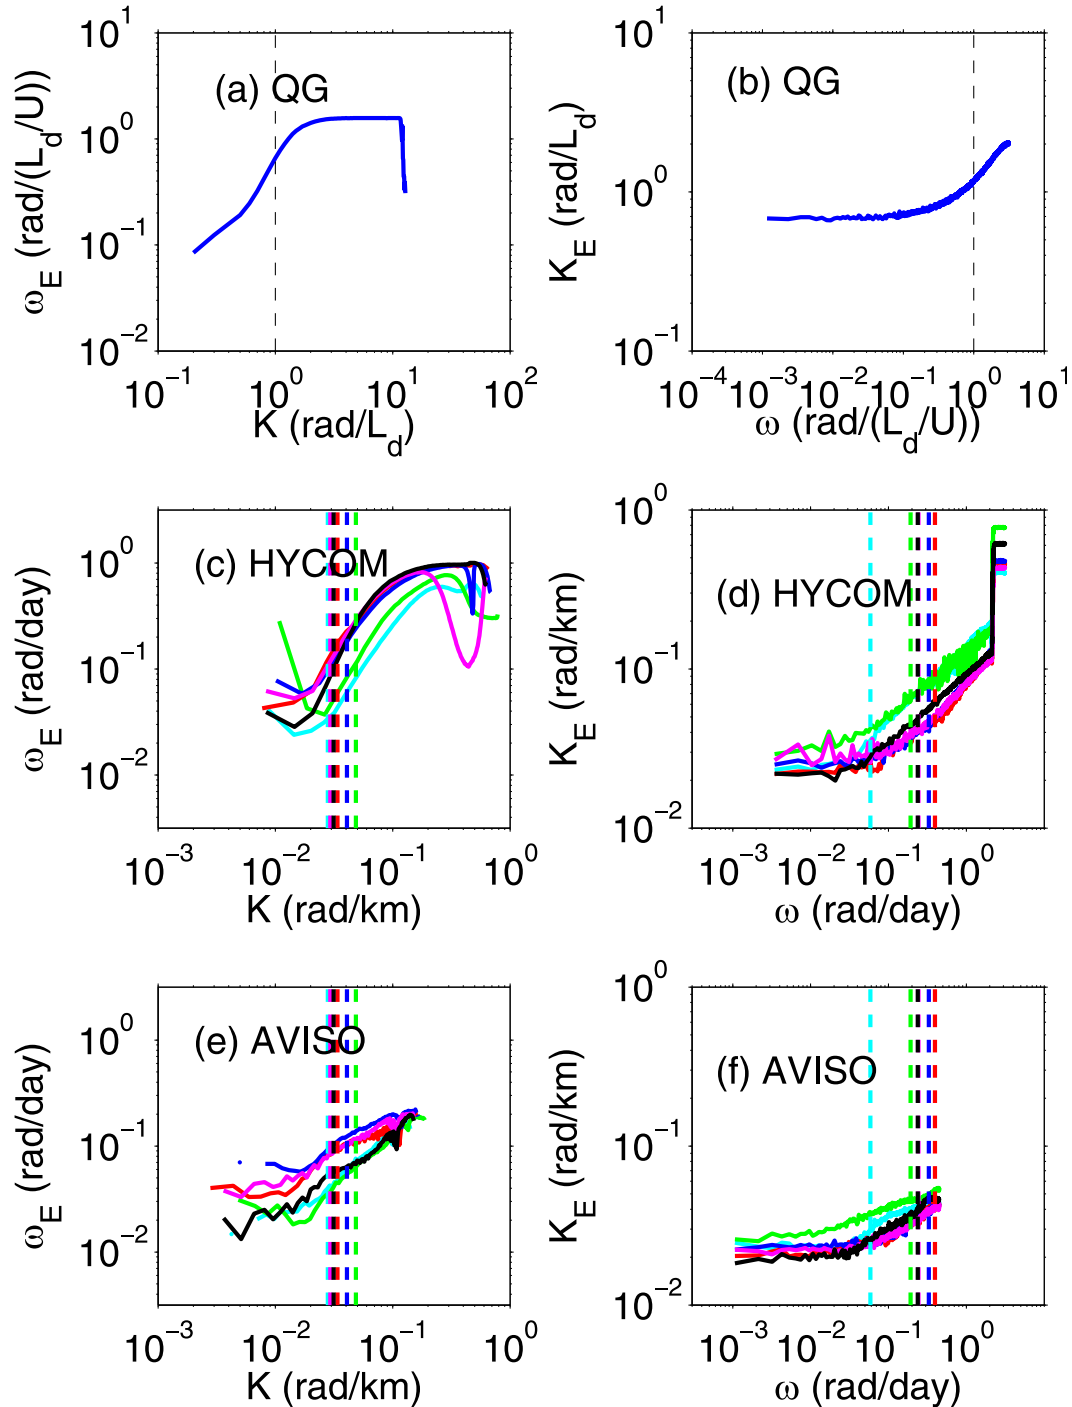 (a) QG
ω_E (rad/(L_d/U))
10^1
10^0
10^−1
10^−2
10^−1 10^0 10^1 10^2
K (rad/L_d)
(b) QG
K_E (rad/L_d)
10^1
10^0
10^−1
10^−4 10^−3 10^−2 10^−1 10^0 10^1
ω (rad/(L_d/U))
(c) HYCOM
ω_E (rad/day)
10^0
10^−1
10^−2
10^−3 10^−2 10^−1 10^0
K (rad/km)
(d) HYCOM
K_E (rad/km)
10^0
10^−1
10^−2
10^−3 10^−2 10^−1 10^0
ω (rad/day)
(e) AVISO
ω_E (rad/day)
10^0
10^−1
10^−2
10^−3 10^−2 10^−1 10^0
K (rad/km)
(f) AVISO
K_E (rad/km)
10^0
10^−1
10^−2
10^−3 10^−2 10^−1 10^0
ω (rad/day)